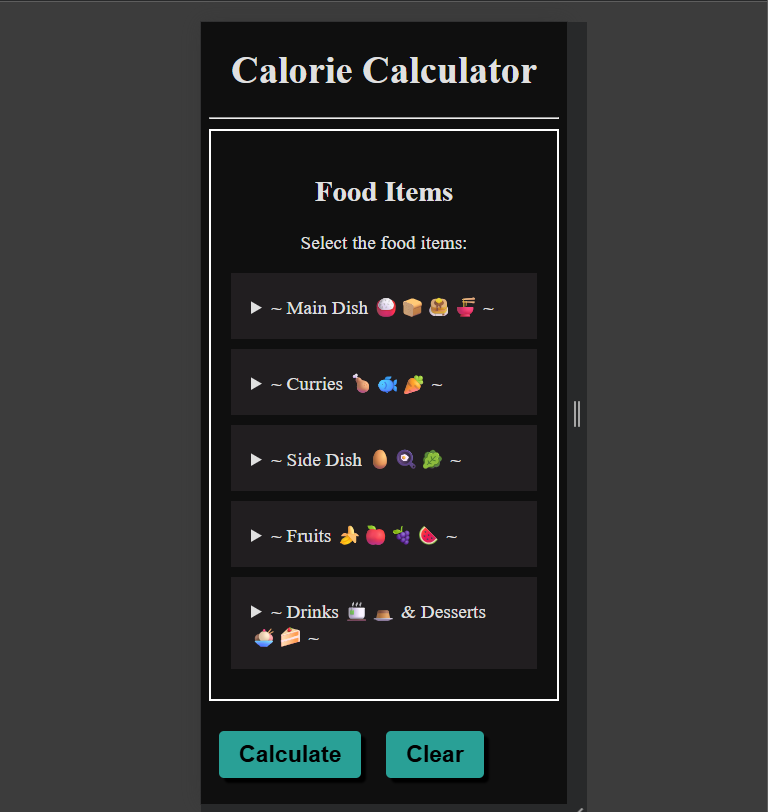 Calorie Calculator
Food Items
Select the food items:
~ Main Dish 🍚 🍞 🥞 🍜 ~
~ Curries 🍗 🐟 🥕 ~
~ Side Dish 🥚 🍳 🥦 ~
~ Fruits 🍌 🍎 🍇 🍉 ~
~ Drinks ☕ 🍮 & Desserts
🍨 🍰 ~
Calculate Clear